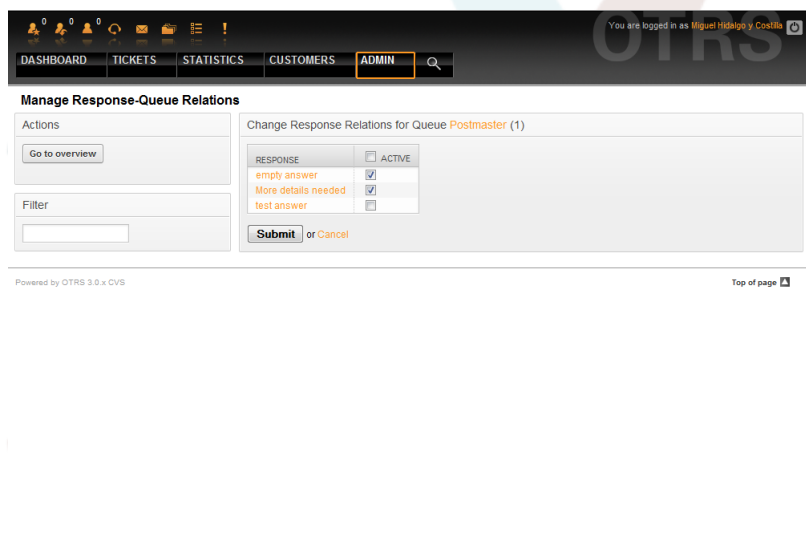 0 0 0
You are logged in as Miguel Hidalgo y Costilla
OTRS
DASHBOARD TICKETS STATISTICS CUSTOMERS ADMIN
Manage Response-Queue Relations
Actions
Go to overview
Filter
Change Response Relations for Queue Postmaster (1)
RESPONSE ACTIVE
empty answer
More details needed
test answer
Submit or Cancel
Powered by OTRS 3.0.x CVS
Top of page